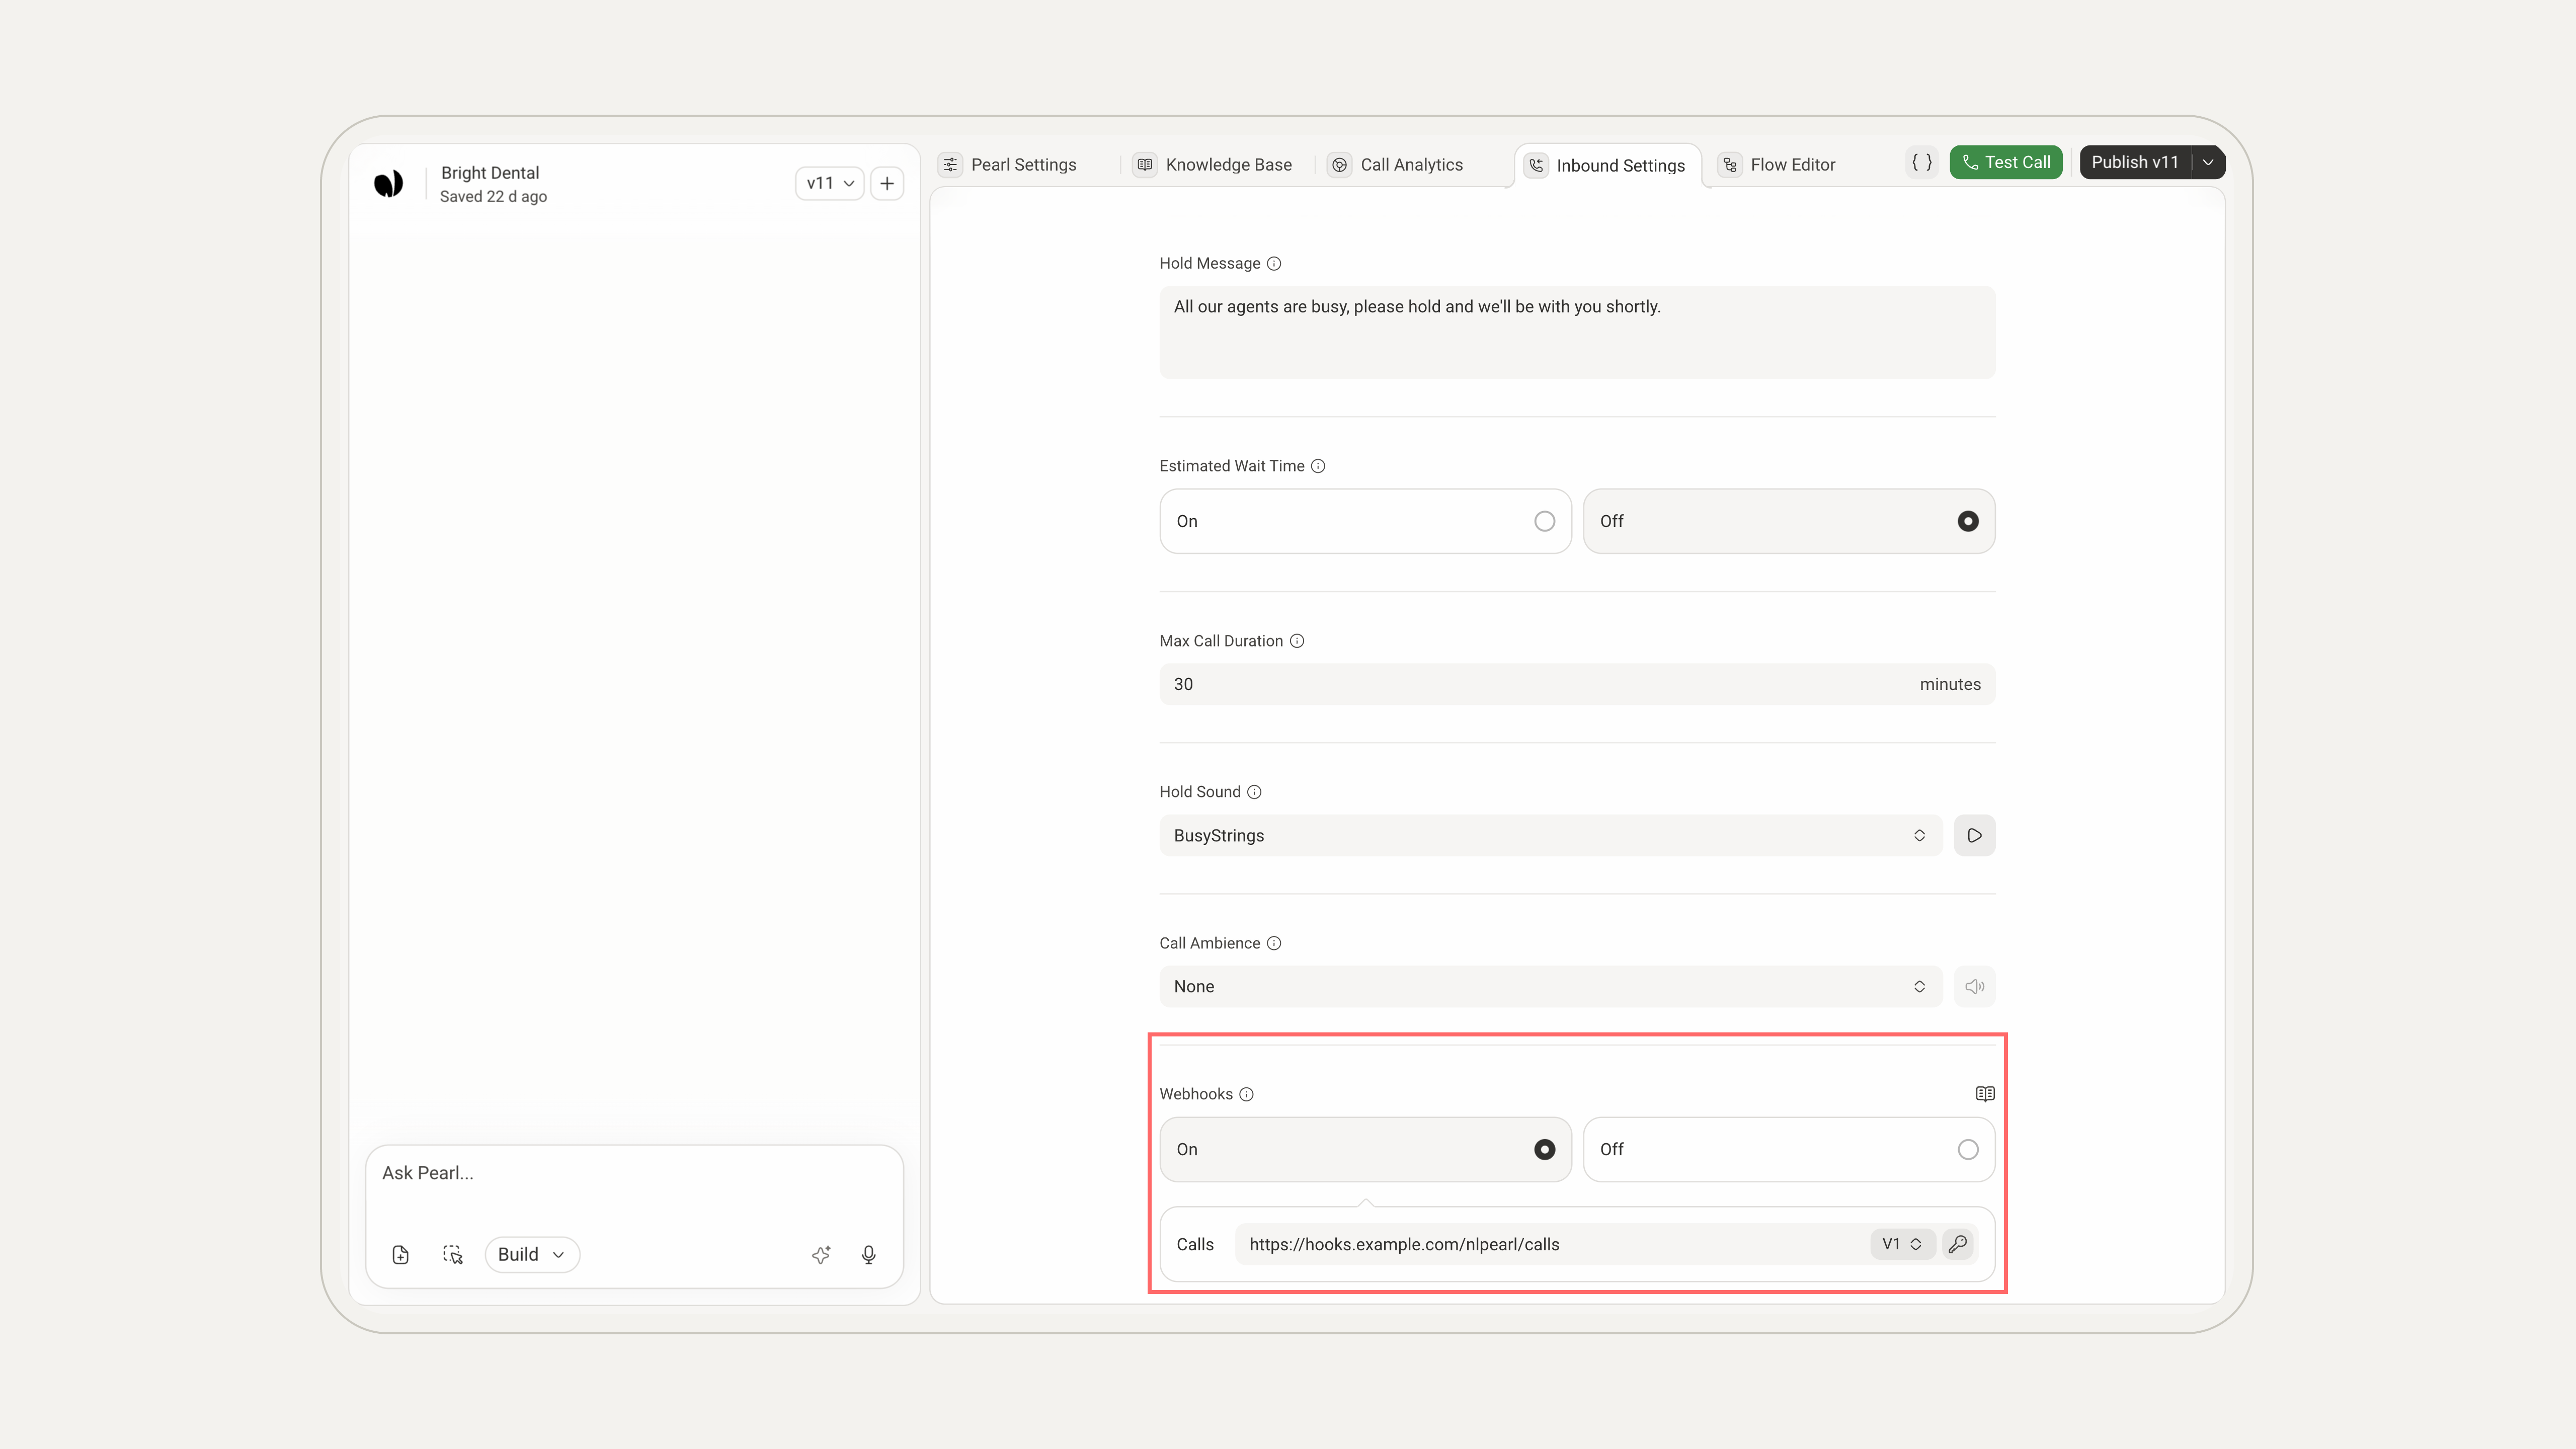 Bright Dental
Saved 22 d ago
v11
Pearl Settings
Knowledge Base
Call Analytics
Inbound Settings
Flow Editor
{ }
Test Call
Publish v11
Hold Message
All our agents are busy, please hold and we'll be with you shortly.
Estimated Wait Time
On
Off
Max Call Duration
30 minutes
Hold Sound
BusyStrings
Call Ambience
None
Webhooks
On
Off
Calls https://hooks.example.com/nlpearl/calls V1
Ask Pearl...
Build